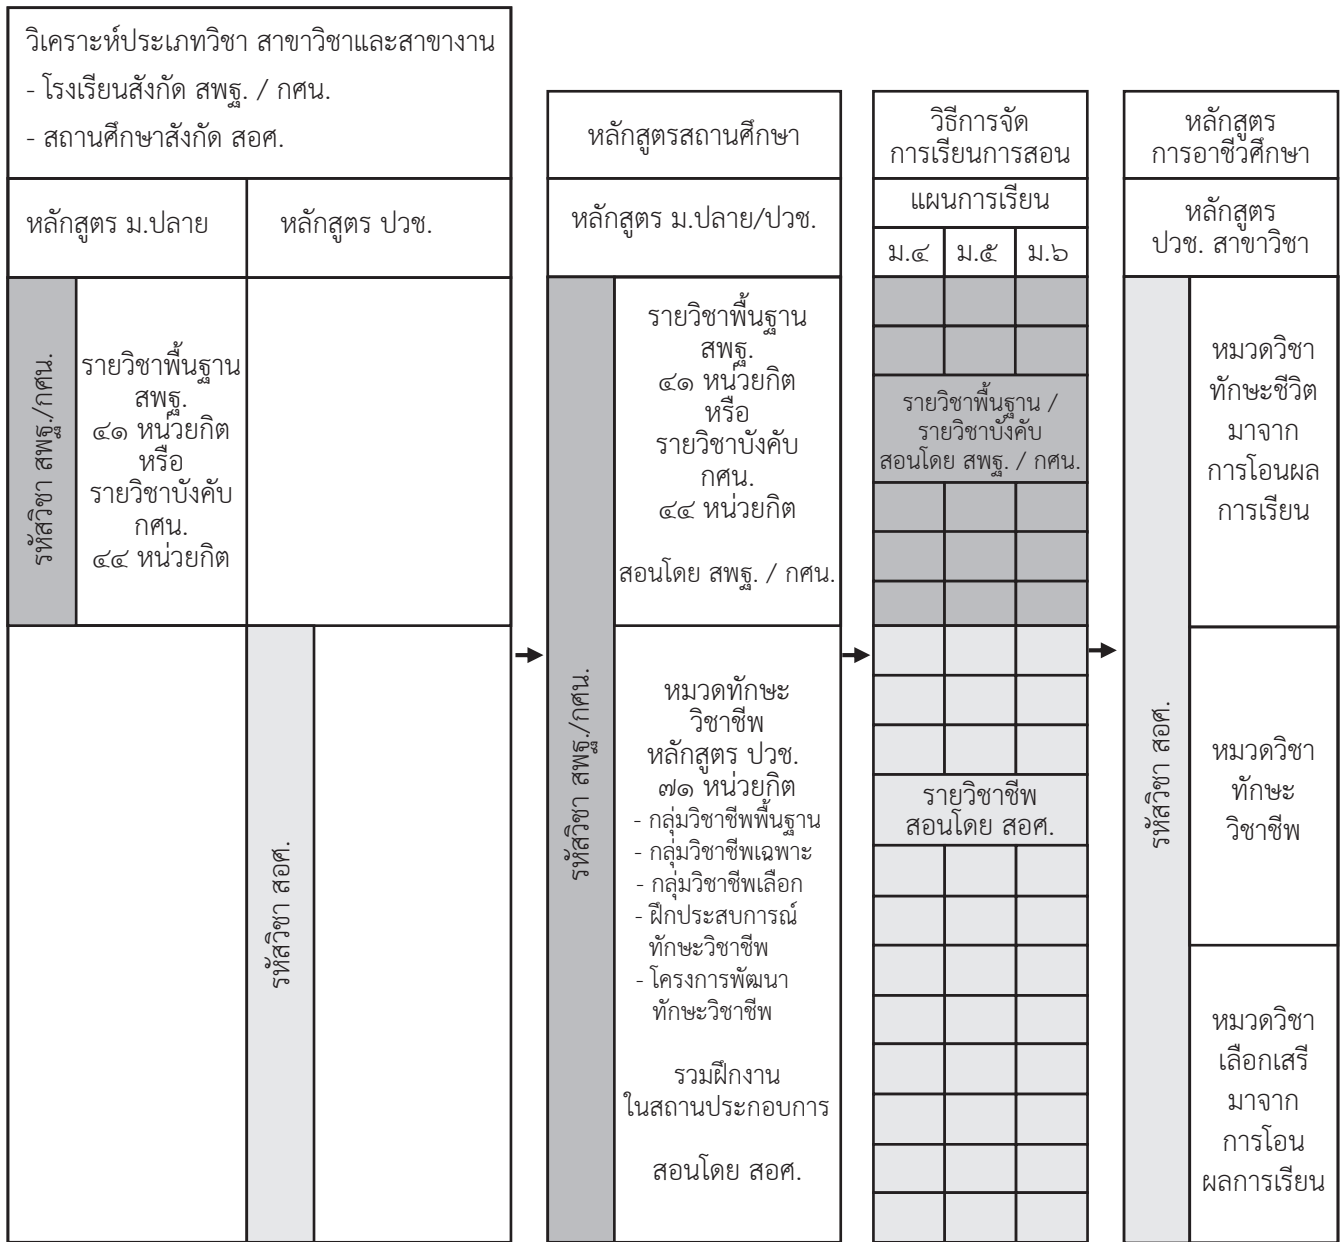 วิเคราะห์ประเภทวิชา สาขาวิชาและสาขางาน
- โรงเรียนสังกัด สพฐ. / กศน.
- สถานศึกษาสังกัด สอศ.
หลักสูตร ม.ปลาย
หลักสูตร ปวช.
รหัสวิชา สพฐ./กศน.
รายวิชาพื้นฐาน
สพฐ.
๔๑ หน่วยกิต
หรือ
รายวิชาบังคับ
กศน.
๔๔ หน่วยกิต
รหัสวิชา สอศ.
หลักสูตรสถานศึกษา
หลักสูตร ม.ปลาย/ปวช.
รหัสวิชา สพฐ./กศน.
รายวิชาพื้นฐาน
สพฐ.
๔๑ หน่วยกิต
หรือ
รายวิชาบังคับ
กศน.
๔๔ หน่วยกิต
สอนโดย สพฐ. / กศน.
หมวดทักษะ
วิชาชีพ
หลักสูตร ปวช.
๗๑ หน่วยกิต
- กลุ่มวิชาชีพพื้นฐาน
- กลุ่มวิชาชีพเฉพาะ
- กลุ่มวิชาชีพเลือก
- ฝึกประสบการณ์
ทักษะวิชาชีพ
- โครงการพัฒนา
ทักษะวิชาชีพ
รวมฝึกงาน
ในสถานประกอบการ
สอนโดย สอศ.
วิธีการจัด
การเรียนการสอน
แผนการเรียน
ม.๔ ม.๕ ม.๖
รายวิชาพื้นฐาน /
รายวิชาบังคับ
สอนโดย สพฐ. / กศน.
รายวิชาชีพ
สอนโดย สอศ.
หลักสูตร
การอาชีวศึกษา
หลักสูตร
ปวช. สาขาวิชา
รหัสวิชา สอศ.
หมวดวิชา
ทักษะชีวิต
มาจาก
การโอนผล
การเรียน
หมวดวิชา
ทักษะ
วิชาชีพ
หมวดวิชา
เลือกเสรี
มาจาก
การโอน
ผลการเรียน